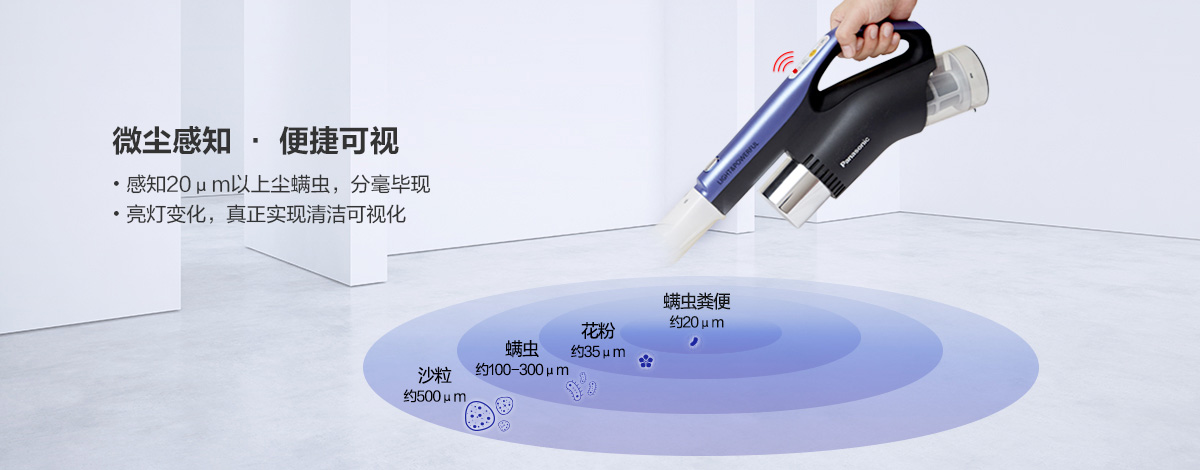 微尘感知 · 便捷可视
• 感知20μm以上尘螨虫，分毫毕现
• 亮灯变化，真正实现清洁可视化
LIGHT&POWERFUL
Panasonic
螨虫粪便
约20μm
花粉
约35μm
螨虫
约100-300μm
沙粒
约500μm